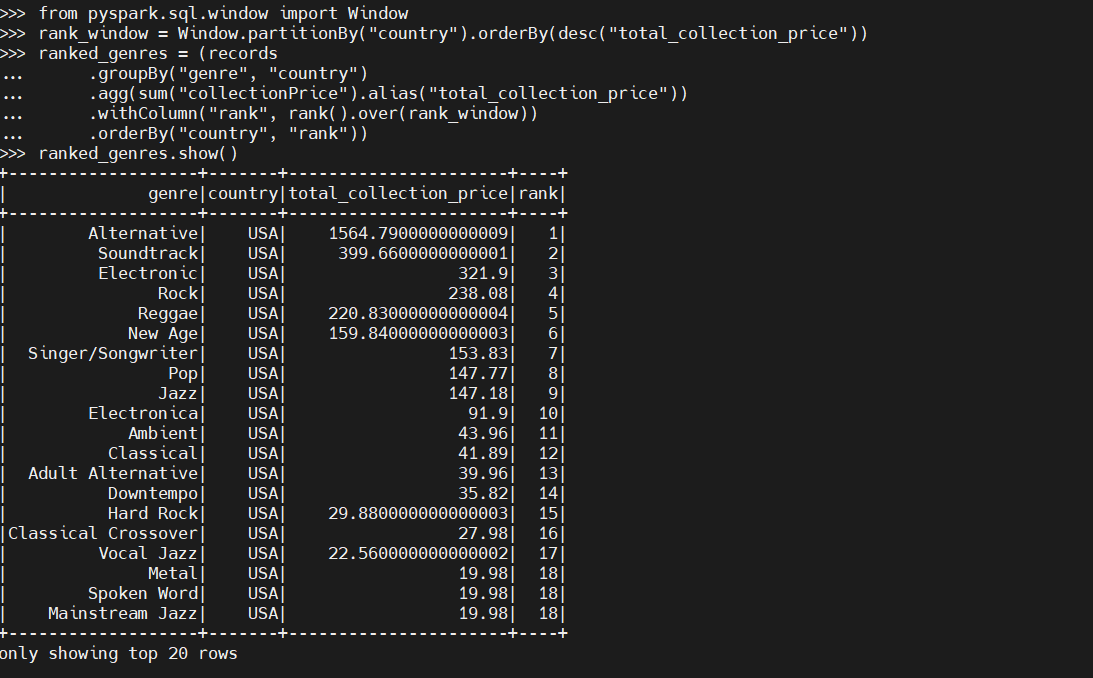 >>> from pyspark.sql.window import Window
>>> rank_window = Window.partitionBy("country").orderBy(desc("total_collection_price"))
>>> ranked_genres = (records
...      .groupBy("genre", "country")
...      .agg(sum("collectionPrice").alias("total_collection_price"))
...      .withColumn("rank", rank().over(rank_window))
...      .orderBy("country", "rank"))
>>> ranked_genres.show()
+-------------------+-------+----------------------+----+
|              genre|country|total_collection_price|rank|
+-------------------+-------+----------------------+----+
|        Alternative|    USA|    1564.7900000000009|   1|
|         Soundtrack|    USA|     399.6600000000001|   2|
|         Electronic|    USA|                 321.9|   3|
|               Rock|    USA|                238.08|   4|
|             Reggae|    USA|    220.83000000000004|   5|
|            New Age|    USA|    159.84000000000003|   6|
|  Singer/Songwriter|    USA|                153.83|   7|
|                Pop|    USA|                147.77|   8|
|               Jazz|    USA|                147.18|   9|
|        Electronica|    USA|                  91.9|  10|
|            Ambient|    USA|                 43.96|  11|
|          Classical|    USA|                 41.89|  12|
|  Adult Alternative|    USA|                 39.96|  13|
|          Downtempo|    USA|                 35.82|  14|
|          Hard Rock|    USA|    29.880000000000003|  15|
|Classical Crossover|    USA|                 27.98|  16|
|         Vocal Jazz|    USA|    22.560000000000002|  17|
|              Metal|    USA|                 19.98|  18|
|        Spoken Word|    USA|                 19.98|  18|
|    Mainstream Jazz|    USA|                 19.98|  18|
+-------------------+-------+----------------------+----+
only showing top 20 rows